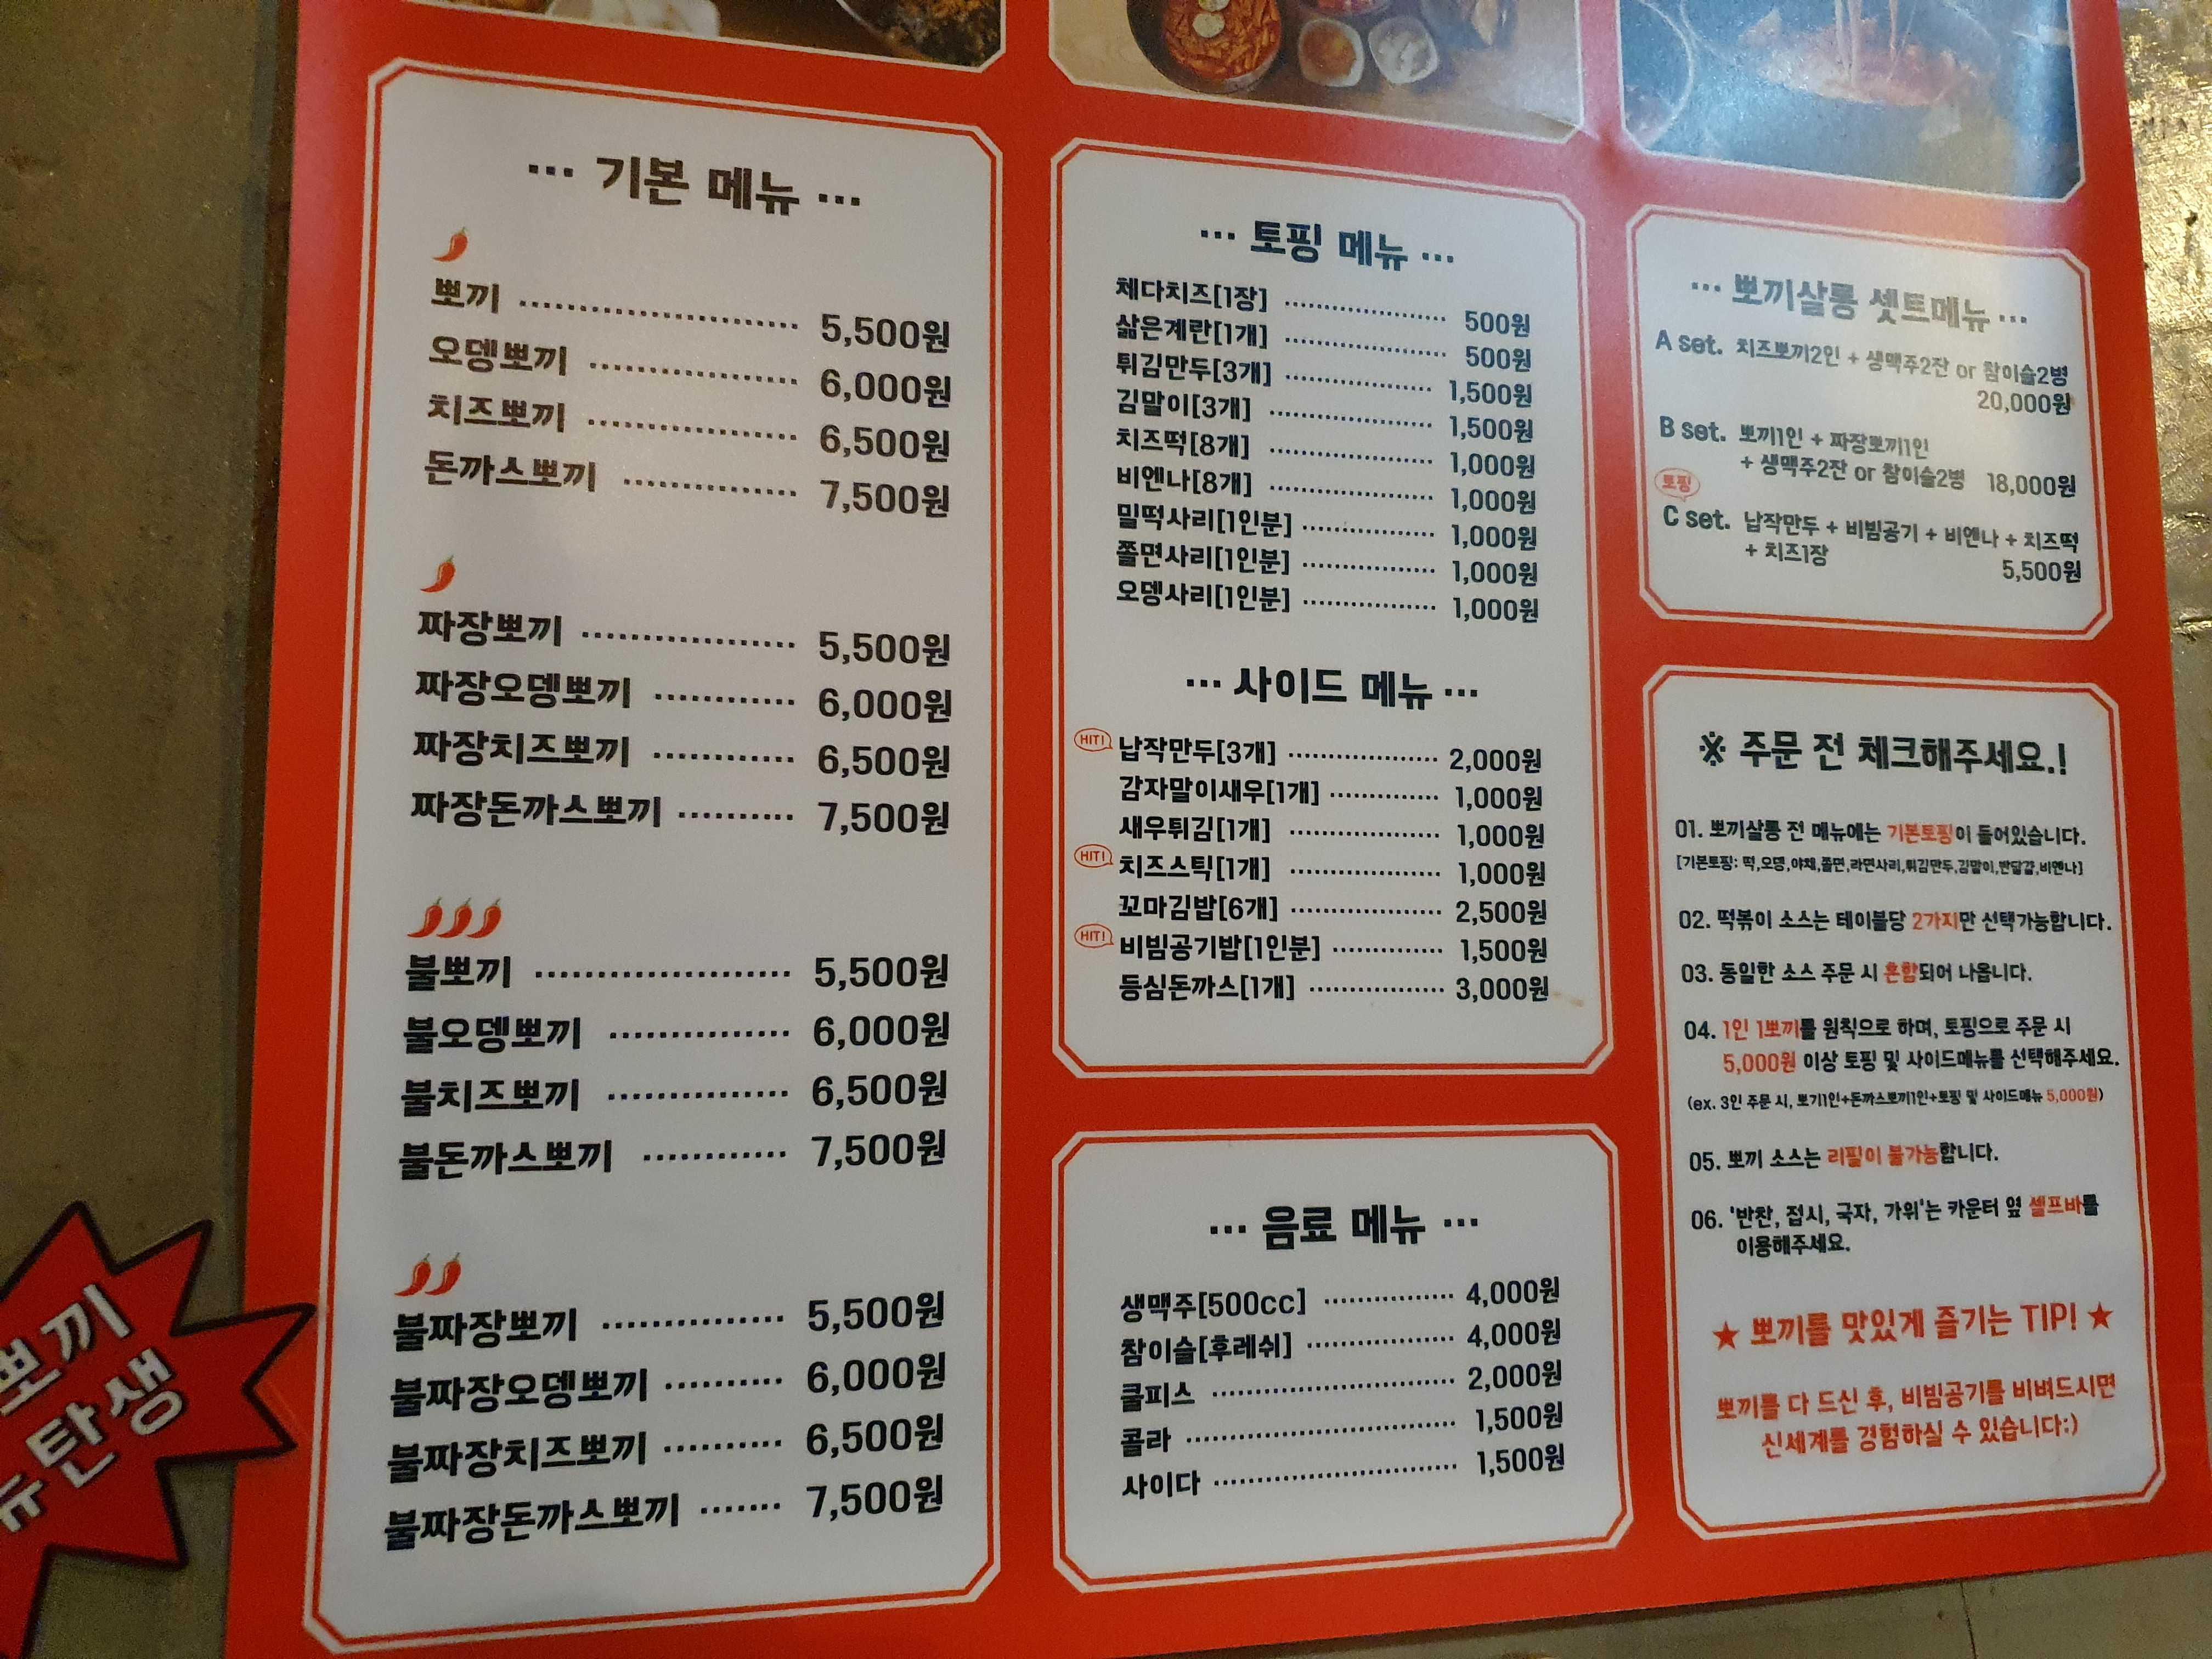 ··· 기본 메뉴 ···
뽀끼 ······················ 5,500원
오뎅뽀끼 ·················· 6,000원
치즈뽀끼 ·················· 6,500원
돈까스뽀끼 ··············· 7,500원
짜장뽀끼 ·················· 5,500원
짜장오뎅뽀끼 ············ 6,000원
짜장치즈뽀끼 ············ 6,500원
짜장돈까스뽀끼 ·········· 7,500원
불뽀끼 ····················· 5,500원
불오뎅뽀끼 ··············· 6,000원
불치즈뽀끼 ··············· 6,500원
불돈까스뽀끼 ············ 7,500원
불짜장뽀끼 ··············· 5,500원
불짜장오뎅뽀끼 ·········· 6,000원
불짜장치즈뽀끼 ·········· 6,500원
불짜장돈까스뽀끼 ······· 7,500원
뽀끼
뉴탄생
··· 토핑 메뉴 ···
체다치즈[1장] ····················· 500원
삶은계란[1개] ····················· 500원
튀김만두[3개] ··················· 1,500원
김말이[3개] ····················· 1,500원
치즈떡[8개] ····················· 1,000원
비엔나[8개] ····················· 1,000원
밀떡사리[1인분] ················ 1,000원
쫄면사리[1인분] ················ 1,000원
오뎅사리[1인분] ················ 1,000원
··· 사이드 메뉴 ···
HIT! 납작만두[3개] ··················· 2,000원
감자말이새우[1개] ·············· 1,000원
새우튀김[1개] ··················· 1,000원
HIT! 치즈스틱[1개] ··················· 1,000원
꼬마김밥[6개] ··················· 2,500원
HIT! 비빔공기밥[1인분] ·············· 1,500원
등심돈까스[1개] ················· 3,000원
··· 음료 메뉴 ···
생맥주[500cc] ················· 4,000원
참이슬[후레쉬] ··················· 4,000원
쿨피스 ······························· 2,000원
콜라 ·································· 1,500원
사이다 ······························· 1,500원
··· 뽀끼살롱 셋트메뉴 ···
A set. 치즈뽀끼2인 + 생맥주2잔 or 참이슬2병
20,000원
B set. 뽀끼1인 + 짜장뽀끼1인
+ 생맥주2잔 or 참이슬2병 18,000원
토핑
C set. 납작만두 + 비빔공기 + 비엔나 + 치즈떡
+ 치즈1장
5,500원
※ 주문 전 체크해주세요.!
01. 뽀끼살롱 전 메뉴에는 기본토핑이 들어있습니다.
[기본토핑: 떡,오뎅,야채,쫄면,라면사리,튀김만두,김말이,반달걀,비엔나]
02. 떡볶이 소스는 테이블당 2가지만 선택가능합니다.
03. 동일한 소스 주문 시 혼합되어 나옵니다.
04. 1인 1뽀끼를 원칙으로 하며, 토핑으로 주문 시
5,000원 이상 토핑 및 사이드메뉴를 선택해주세요.
(ex. 3인 주문 시, 뽀기1인+돈까스뽀끼1인+토핑 및 사이드메뉴 5,000원)
05. 뽀끼 소스는 리필이 불가능합니다.
06. '반찬, 접시, 국자, 가위'는 카운터 옆 셀프바를
이용해주세요.
★ 뽀끼를 맛있게 즐기는 TIP! ★
뽀끼를 다 드신 후, 비빔공기를 비벼드시면
신세계를 경험하실 수 있습니다:)